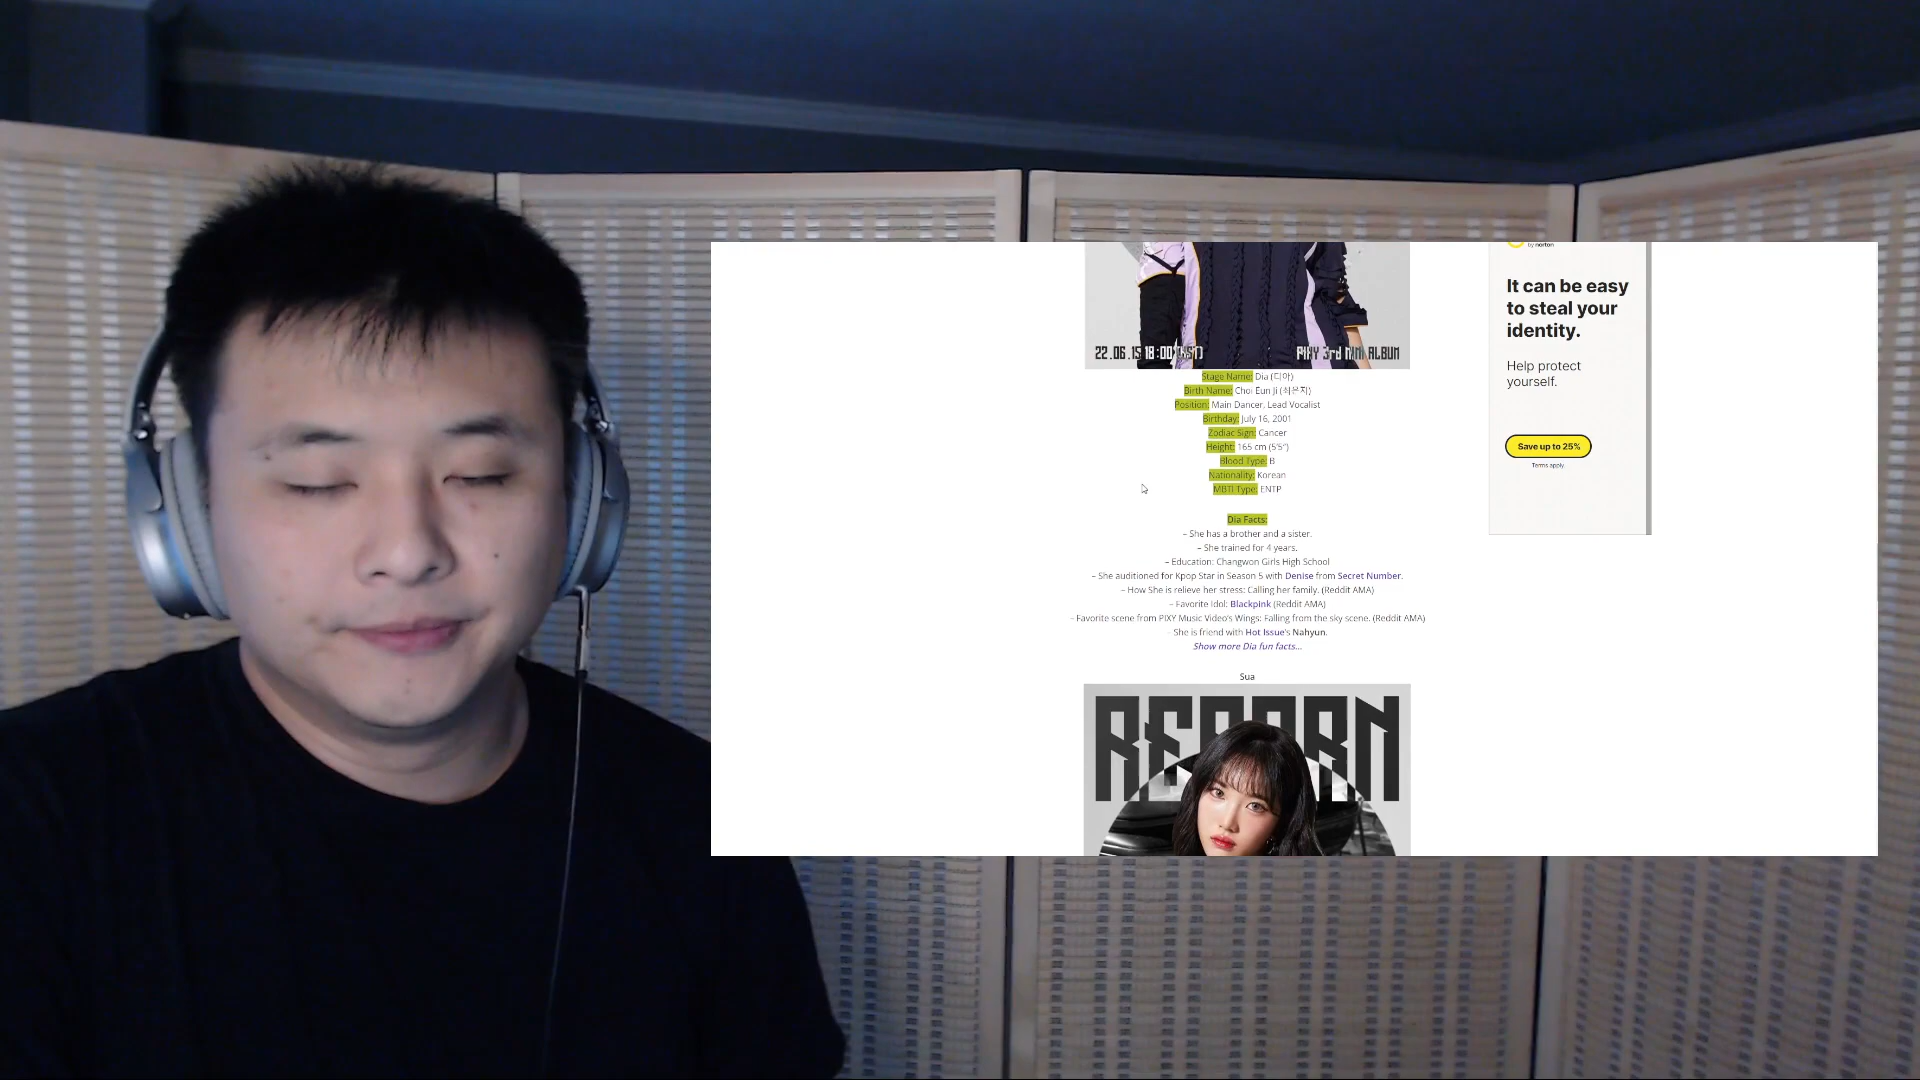 by norton
It can be easy
to steal your
identity.
Help protect
yourself.
Save up to 25%
Terms apply.
22.06.15 18:00(KST)
PIXY 3rd MINI ALBUM
Stage Name: Dia (디아)
Birth Name: Choi Eun Ji (최은지)
Position: Main Dancer, Lead Vocalist
Birthday: July 16, 2001
Zodiac Sign: Cancer
Height: 165 cm (5’5″)
Blood Type: B
Nationality: Korean
MBTI Type: ENTP
Dia Facts:
– She has a brother and a sister.
– She trained for 4 years.
– Education: Changwon Girls High School
– She auditioned for Kpop Star in Season 5 with Denise from Secret Number.
– How She is relieve her stress: Calling her family. (Reddit AMA)
– Favorite Idol: Blackpink (Reddit AMA)
– Favorite scene from PIXY Music Video’s Wings: Falling from the sky scene. (Reddit AMA)
She is friend with Hot Issue’s Nahyun.
Show more Dia fun facts…
Sua
REBORN